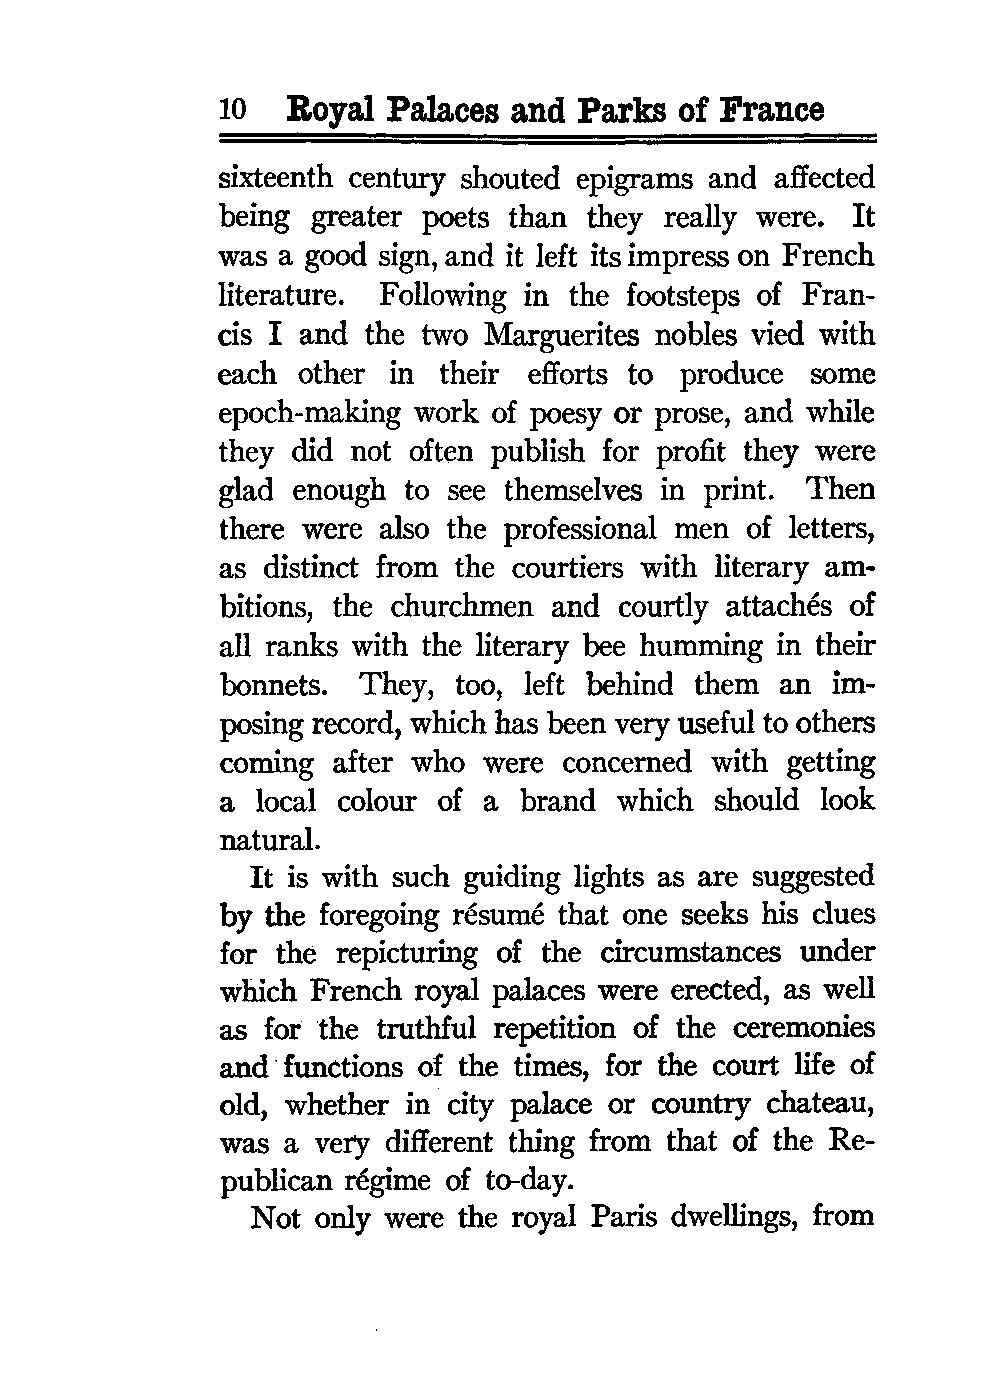 10 Royal Palaces and Parks of France
sixteenth century shouted epigrams and affected
being greater poets than they really were. It
was a good sign, and it left its impress on French
literature. Following in the footsteps of Fran-
cis I and the two Marguerites nobles vied with
each other in their efforts to produce some
epoch-making work of poesy or prose, and while
they did not often publish for profit they were
glad enough to see themselves in print. Then
there were also the professional men of letters,
as distinct from the courtiers with literary am-
bitions, the churchmen and courtly attachés of
all ranks with the literary bee humming in their
bonnets. They, too, left behind them an im-
posing record, which has been very useful to others
coming after who were concerned with getting
a local colour of a brand which should look
natural.
It is with such guiding lights as are suggested
by the foregoing résumé that one seeks his clues
for the repicturing of the circumstances under
which French royal palaces were erected, as well
as for the truthful repetition of the ceremonies
and functions of the times, for the court life of
old, whether in city palace or country chateau,
was a very different thing from that of the Re-
publican régime of to-day.
Not only were the royal Paris dwellings, from